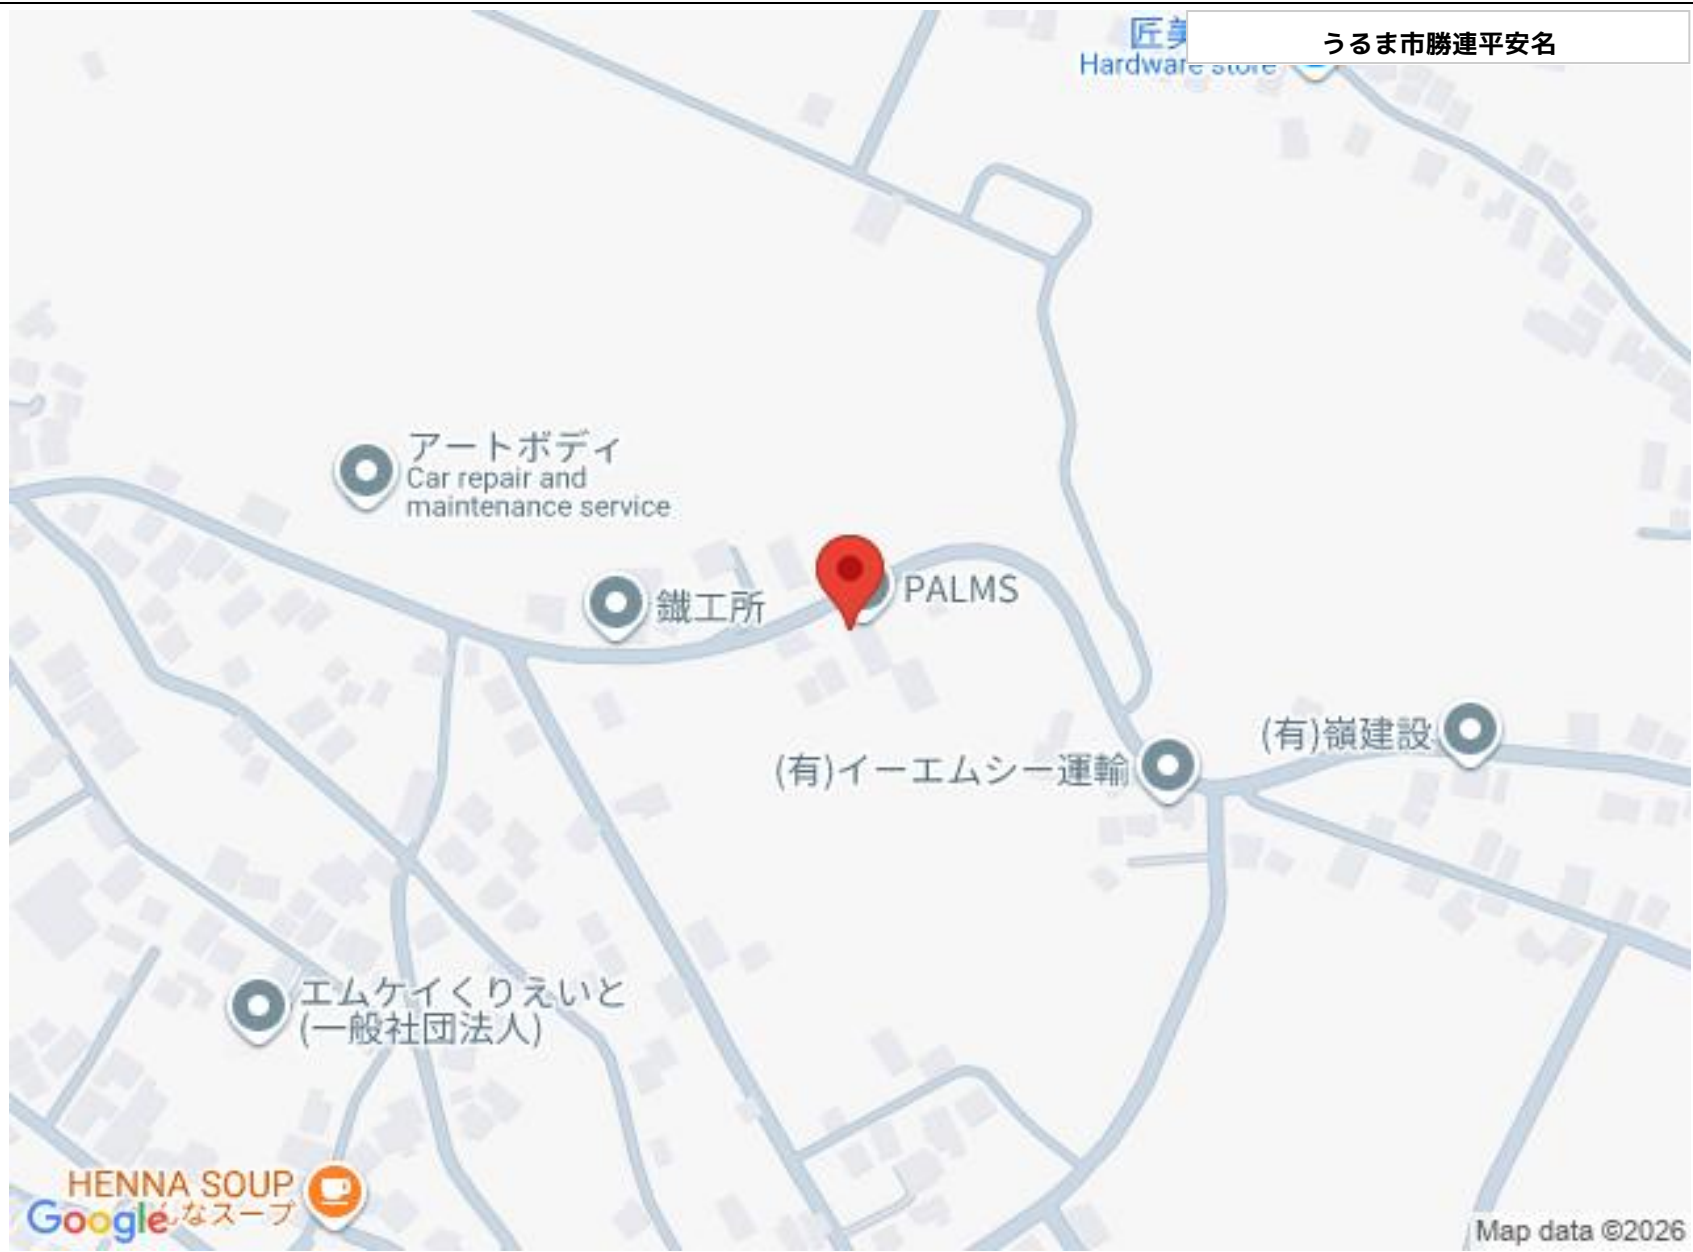 うるま市勝連平安名
匠美
Hardware store
アートボディ
Car repair and
maintenance service
鐵工所
PALMS
(有)嶺建設
(有)イーエムシー運輸
エムケイくりえいと
(一般社団法人)
HENNA SOUP
んなスープ
Google
Map data ©2026